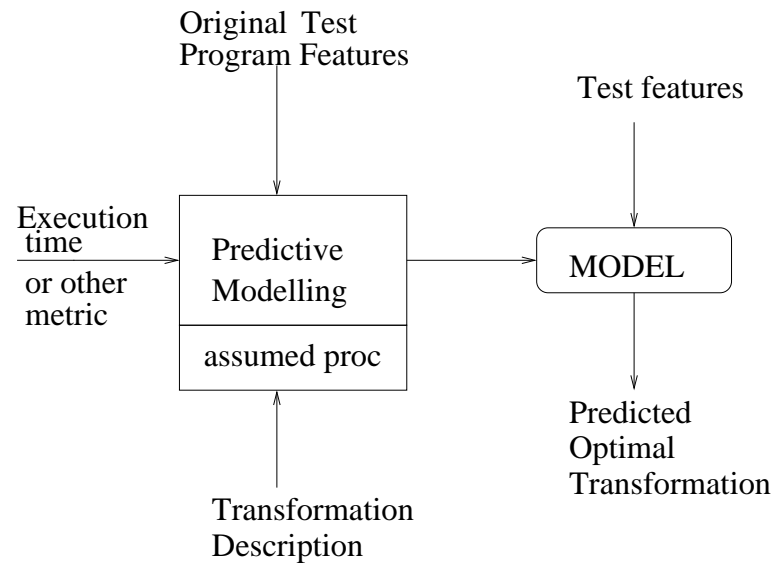 Original Test
Program Features
Test features
Execution
time
or other
metric
Predictive
Modelling
assumed proc
MODEL
Transformation
Description
Predicted
Optimal
Transformation